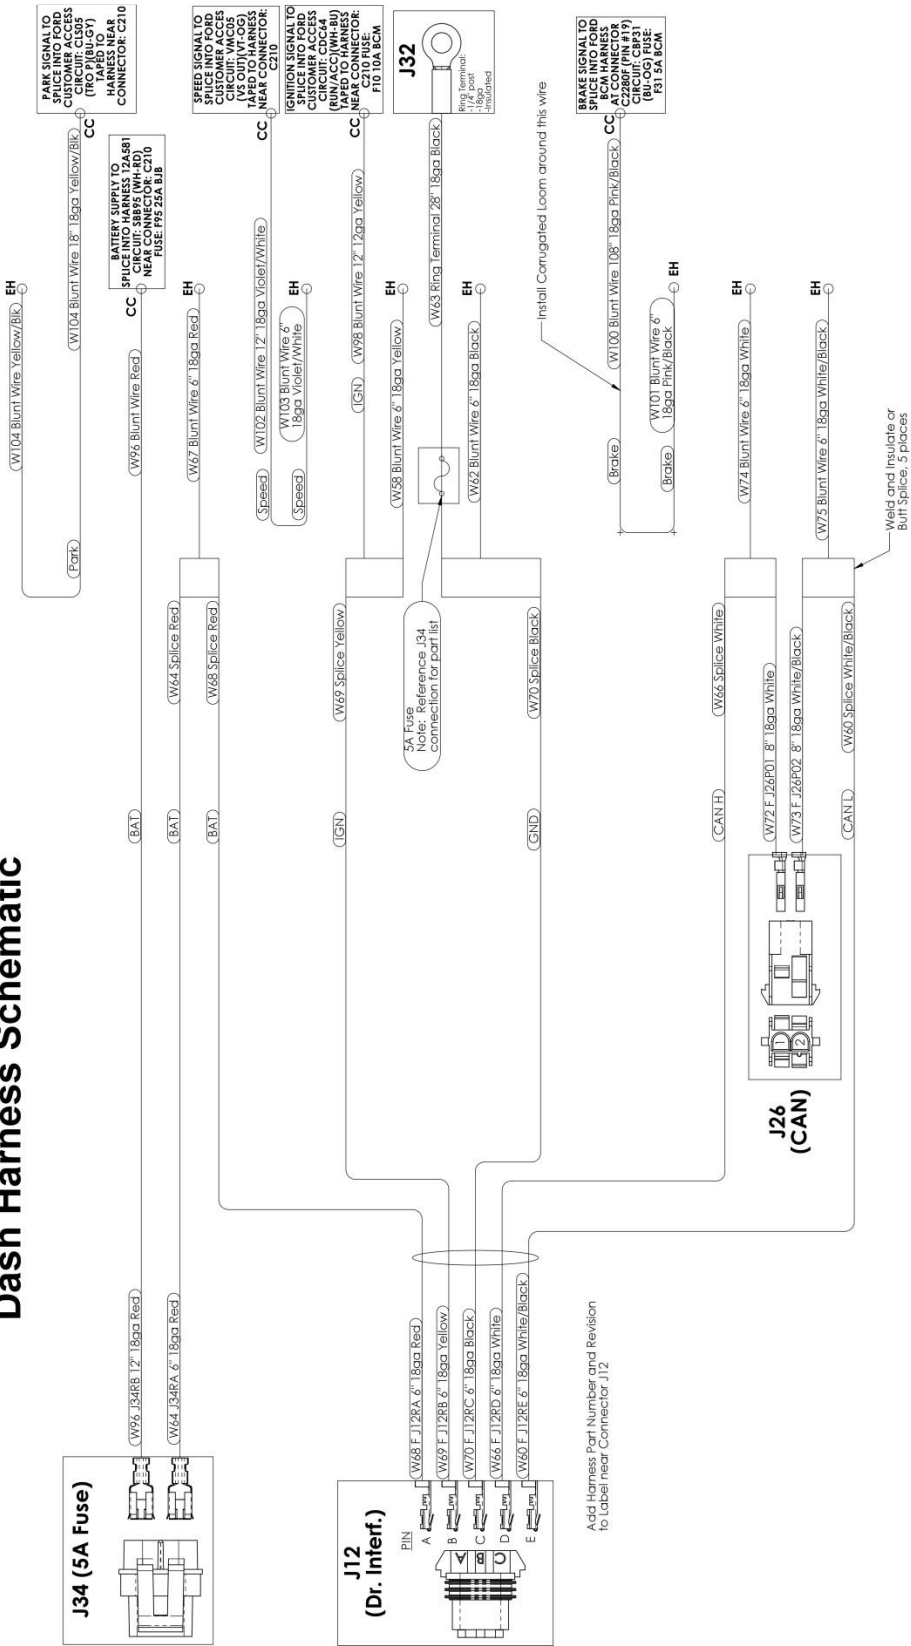 Dash Harness Schematic
J34 (5A Fuse)
W96 J34RB 12" 18ga Red
W64 J34RA 6" 18ga Red
BAT
BAT
BAT
W64 Splice Red
W68 Splice Red
Park
W104 Blunt Wire Yellow/Blk
EH
W104 Blunt Wire 18" 18ga Yellow/Blk
CC
PARK SIGNAL TO
SPLICE INTO FORD
CUSTOMER ACCESS
CIRCUIT: CLS05
(TRO P)(BU-GY)
TAPED TO
HARNESS NEAR
CONNECTOR: C210
W96 Blunt Wire Red
CC
BATTERY SUPPLY TO
SPLICE INTO HARNESS 12A581
CIRCUIT: SBB95 (WH-RD)
NEAR CONNECTOR: C210
FUSE: F95 25A BJB
W67 Blunt Wire 6" 18ga Red
EH
Speed
W102 Blunt Wire 12" 18ga Violet/White
CC
SPEED SIGNAL TO
SPLICE INTO FORD
CUSTOMER ACCES
CIRCUIT: VMC05
(VSOUT)(VT-OG)
TAPED TO HARNESS
NEAR CONNECTOR:
C210
Speed
W103 Blunt Wire 6"
18ga Violet/White
EH
IGN
W98 Blunt Wire 12" 12ga Yellow
CC
IGNITION SIGNAL TO
SPLICE INTO FORD
CUSTOMER ACCESS
CIRCUIT: CDC64
(RUN/ACC)(WH-BU)
TAPED TO HARNESS
NEAR CONNECTOR:
C210 FUSE:
F10 10A BCM
J12
(Dr. Interf.)
PIN
A
B
C
D
E
A
B
C
W68 F J12RA 6" 18ga Red
W69 F J12RB 6" 18ga Yellow
W70 F J12RC 6" 18ga Black
W66 F J12RD 6" 18ga White
W60 F J12RE 6" 18ga White/Black
Add Harness Part Number and Revision
to Label near Connector J12
IGN
W69 Splice Yellow
W58 Blunt Wire 6" 18ga Yellow
EH
5A Fuse
Note: Reference J34
connection for part list
W63 Ring Terminal 28" 18ga Black
J32
Ring Terminal:
-1/4" post
-18ga
-Insulated
GND
W70 Splice Black
W62 Blunt Wire 6" 18ga Black
EH
Install Corrugated Loom around this wire
Brake
W100 Blunt Wire 108" 18ga Pink/Black
CC
BRAKE SIGNAL TO
SPLICE INTO FORD
BCM HARNESS
AT CONNECTOR
C2280F (PIN #19)
CIRCUIT: CBP31
(BU-OG) FUSE:
F31 5A BCM
Brake
W101 Blunt Wire 6"
18ga Pink/Black
EH
CAN H
W66 Splice White
W74 Blunt Wire 6" 18ga White
EH
J26
(CAN)
1
2
W72 F J26P01 8" 18ga White
W73 F J26P02 8" 18ga White/Black
W75 Blunt Wire 6" 18ga White/Black
EH
CAN L
W60 Splice White/Black
Weld and Insulate or
Butt Splice, 5 places